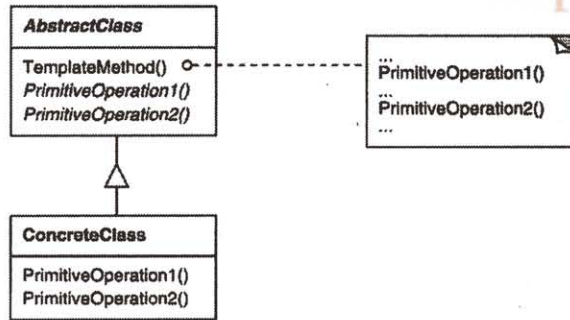 AbstractClass
TemplateMethod()
PrimitiveOperation1()
PrimitiveOperation2()
...
PrimitiveOperation1()
...
PrimitiveOperation2()
...
ConcreteClass
PrimitiveOperation1()
PrimitiveOperation2()